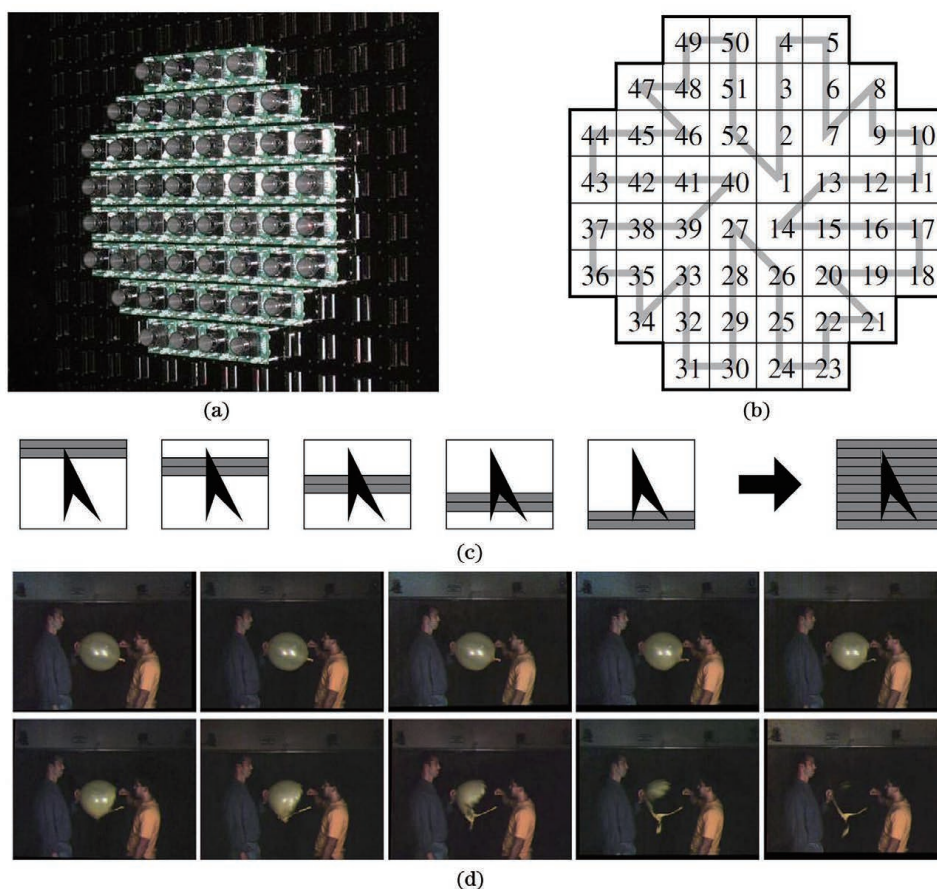 49 50 4 5
47 48 51 3 6 8
44 45 46 52 2 7 9 10
43 42 41 40 1 13 12 11
37 38 39 27 14 15 16 17
36 35 33 28 26 20 19 18
34 32 29 25 22 21
31 30 24 23
(a) (b)
(c)
(d)